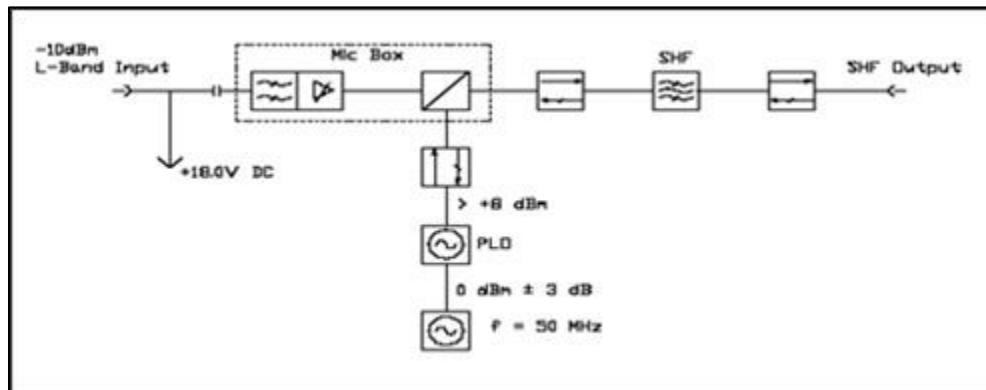 -10dBm
L-Band Input
Mic Box
SHF
SHF Output
+18.0V DC
> +8 dBm
PLO
0 dBm ± 3 dB
f = 50 MHz